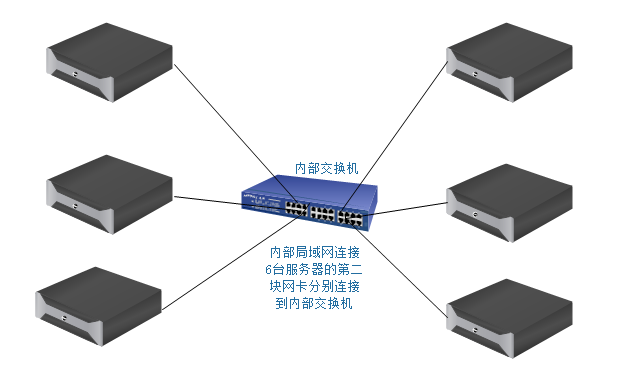 内部交换机
内部局域网连接
6台服务器的第二
块网卡分别连接
到内部交换机